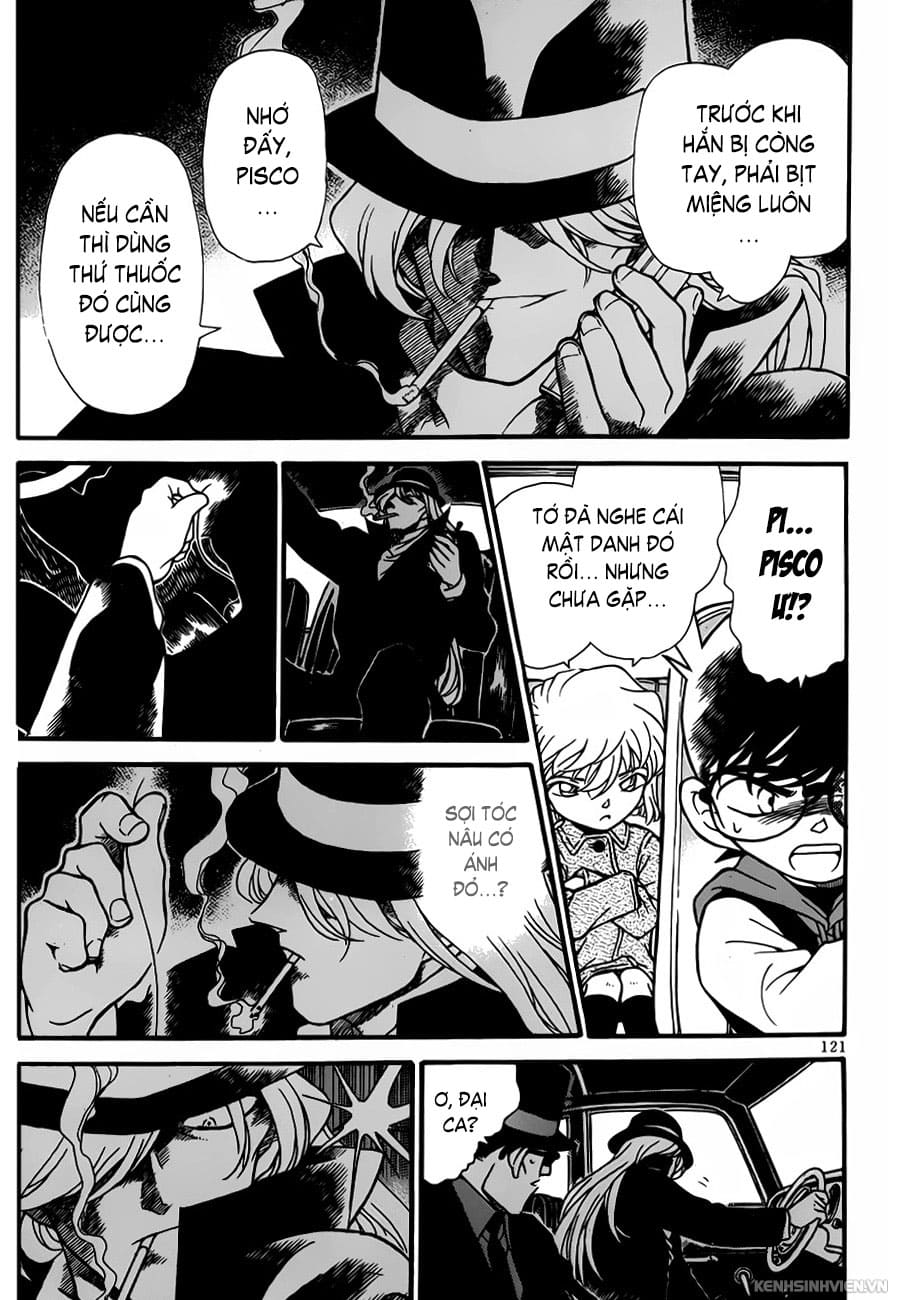 TRƯỚC KHI
HẮN BỊ CÒNG
TAY, PHẢI BỊT
MIỆNG LUÔN
...
NHỚ
ĐẤY,
PISCO
...
NẾU CẦN
THÌ DÙNG
THỨ THUỐC
ĐÓ CŨNG
ĐƯỢC...
PI...
PISCO
Ư!?
TỚ ĐÃ NGHE CÁI
MẬT DANH ĐÓ
RỒI... NHƯNG
CHƯA GẶP...
SỢI TÓC
NÂU CÓ
ÁNH
ĐỎ...?
121
Ơ, ĐẠI
CA?
KENHSINHVIEN.VN